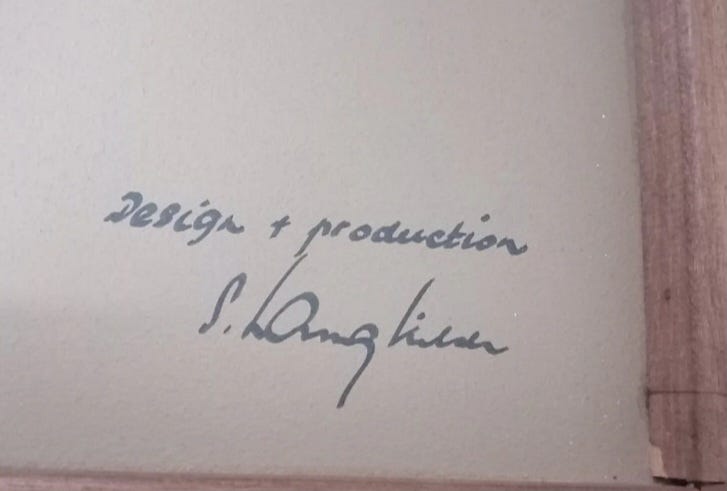 Design + production
S.